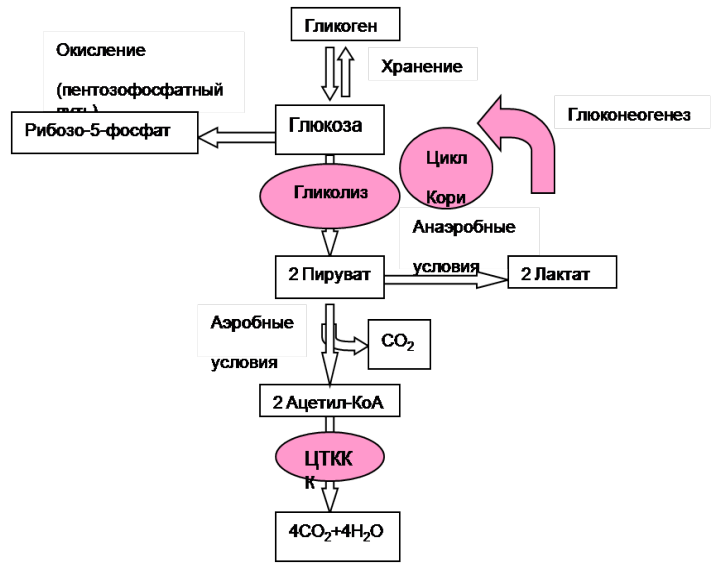 Гликоген
Окисление
(пентозофосфатный
путь)
Хранение
Глюкоза
Глюконеогенез
Рибозо-5-фосфат
Цикл
Кори
Гликолиз
Анаэробные
условия
2 Пируват
2 Лактат
Аэробные
условия
CO₂
2 Ацетил-КоА
ЦТКК
К
4CO₂+4H₂O